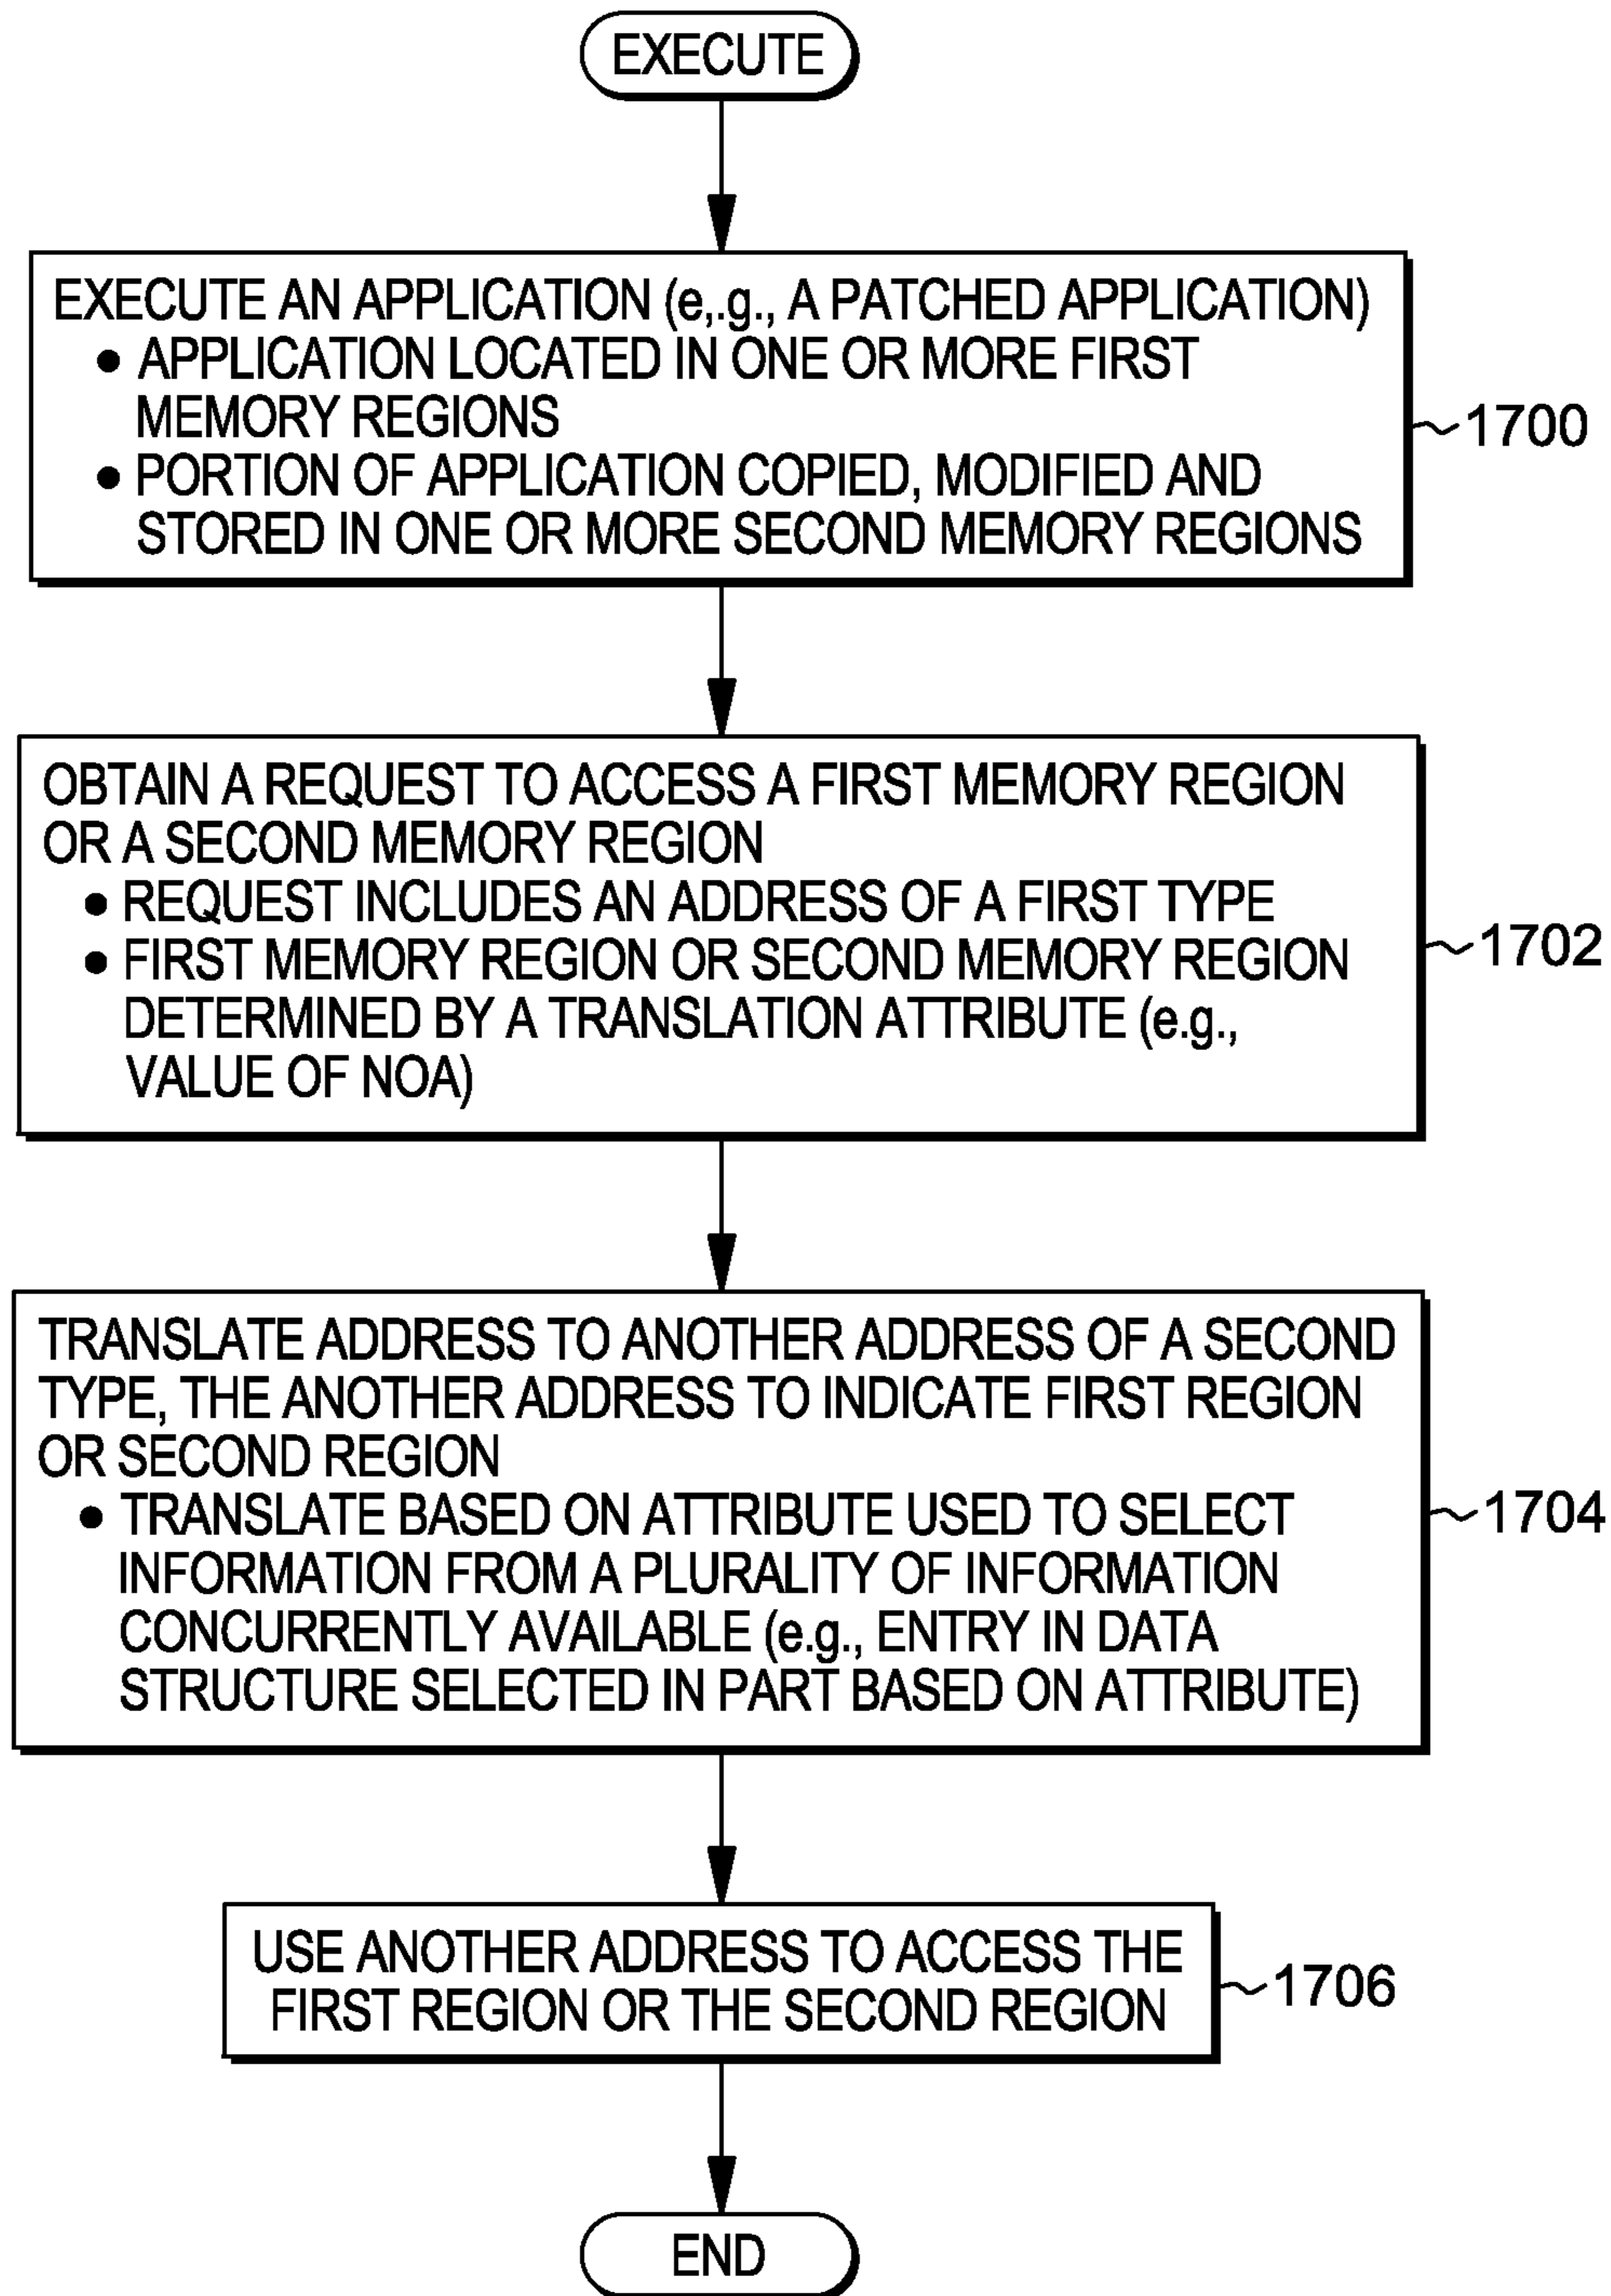 EXECUTE
EXECUTE AN APPLICATION (e,.g., A PATCHED APPLICATION)
• APPLICATION LOCATED IN ONE OR MORE FIRST
MEMORY REGIONS
• PORTION OF APPLICATION COPIED, MODIFIED AND
STORED IN ONE OR MORE SECOND MEMORY REGIONS
1700
OBTAIN A REQUEST TO ACCESS A FIRST MEMORY REGION
OR A SECOND MEMORY REGION
• REQUEST INCLUDES AN ADDRESS OF A FIRST TYPE
• FIRST MEMORY REGION OR SECOND MEMORY REGION
DETERMINED BY A TRANSLATION ATTRIBUTE (e.g.,
VALUE OF NOA)
1702
TRANSLATE ADDRESS TO ANOTHER ADDRESS OF A SECOND
TYPE, THE ANOTHER ADDRESS TO INDICATE FIRST REGION
OR SECOND REGION
• TRANSLATE BASED ON ATTRIBUTE USED TO SELECT
INFORMATION FROM A PLURALITY OF INFORMATION
CONCURRENTLY AVAILABLE (e.g., ENTRY IN DATA
STRUCTURE SELECTED IN PART BASED ON ATTRIBUTE)
1704
USE ANOTHER ADDRESS TO ACCESS THE
FIRST REGION OR THE SECOND REGION
1706
END